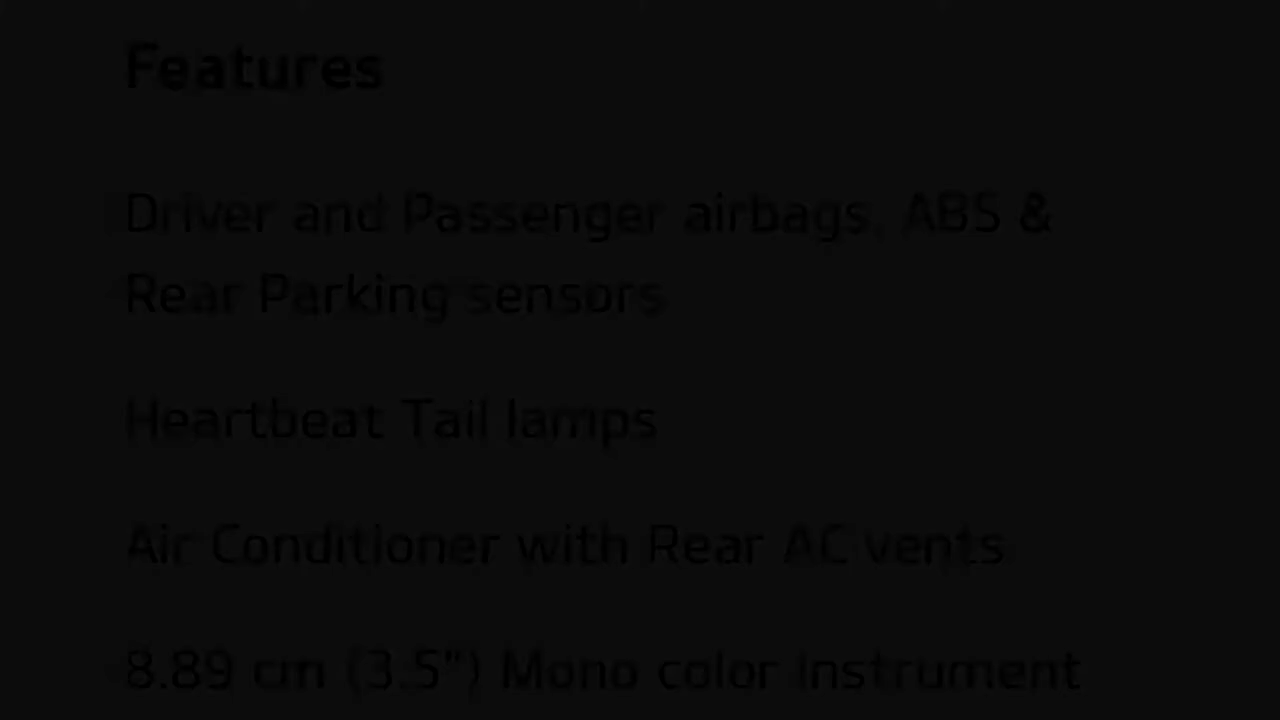 Features
Driver and Passenger airbags, ABS &
Rear Parking sensors
Heartbeat Tail lamps
Air Conditioner with Rear AC vents
8.89 cm (3.5") Mono color Instrument